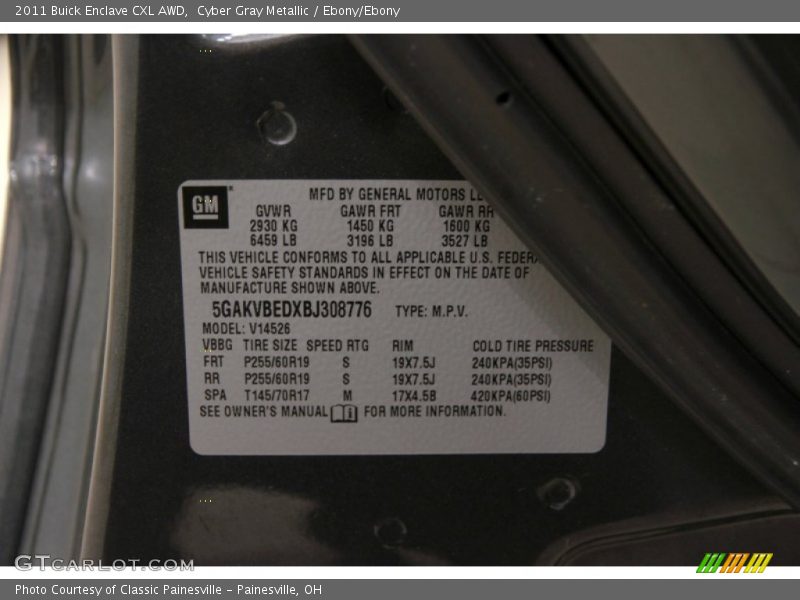 2011 Buick Enclave CXL AWD, Cyber Gray Metallic / Ebony/Ebony
GM
MFD BY GENERAL MOTORS
GVWR GAWR FRT GAWR RR
2930 KG 1450 KG 1600 KG
6459 LB 3196 LB 3527 LB
THIS VEHICLE CONFORMS TO ALL APPLICABLE U.S. FEDERA
VEHICLE SAFETY STANDARDS IN EFFECT ON THE DATE OF
MANUFACTURE SHOWN ABOVE.
5GAKVBEDXBJ308776 TYPE: M.P.V.
MODEL: V14526
VBBG TIRE SIZE SPEED RTG RIM COLD TIRE PRESSURE
FRT P255/60R19 S 19X7.5J 240KPA(35PSI)
RR P255/60R19 S 19X7.5J 240KPA(35PSI)
SPA T145/70R17 M 17X4.5B 420KPA(60PSI)
SEE OWNER'S MANUAL FOR MORE INFORMATION.
GTCARLOT.COM
Photo Courtesy of Classic Painesville - Painesville, OH